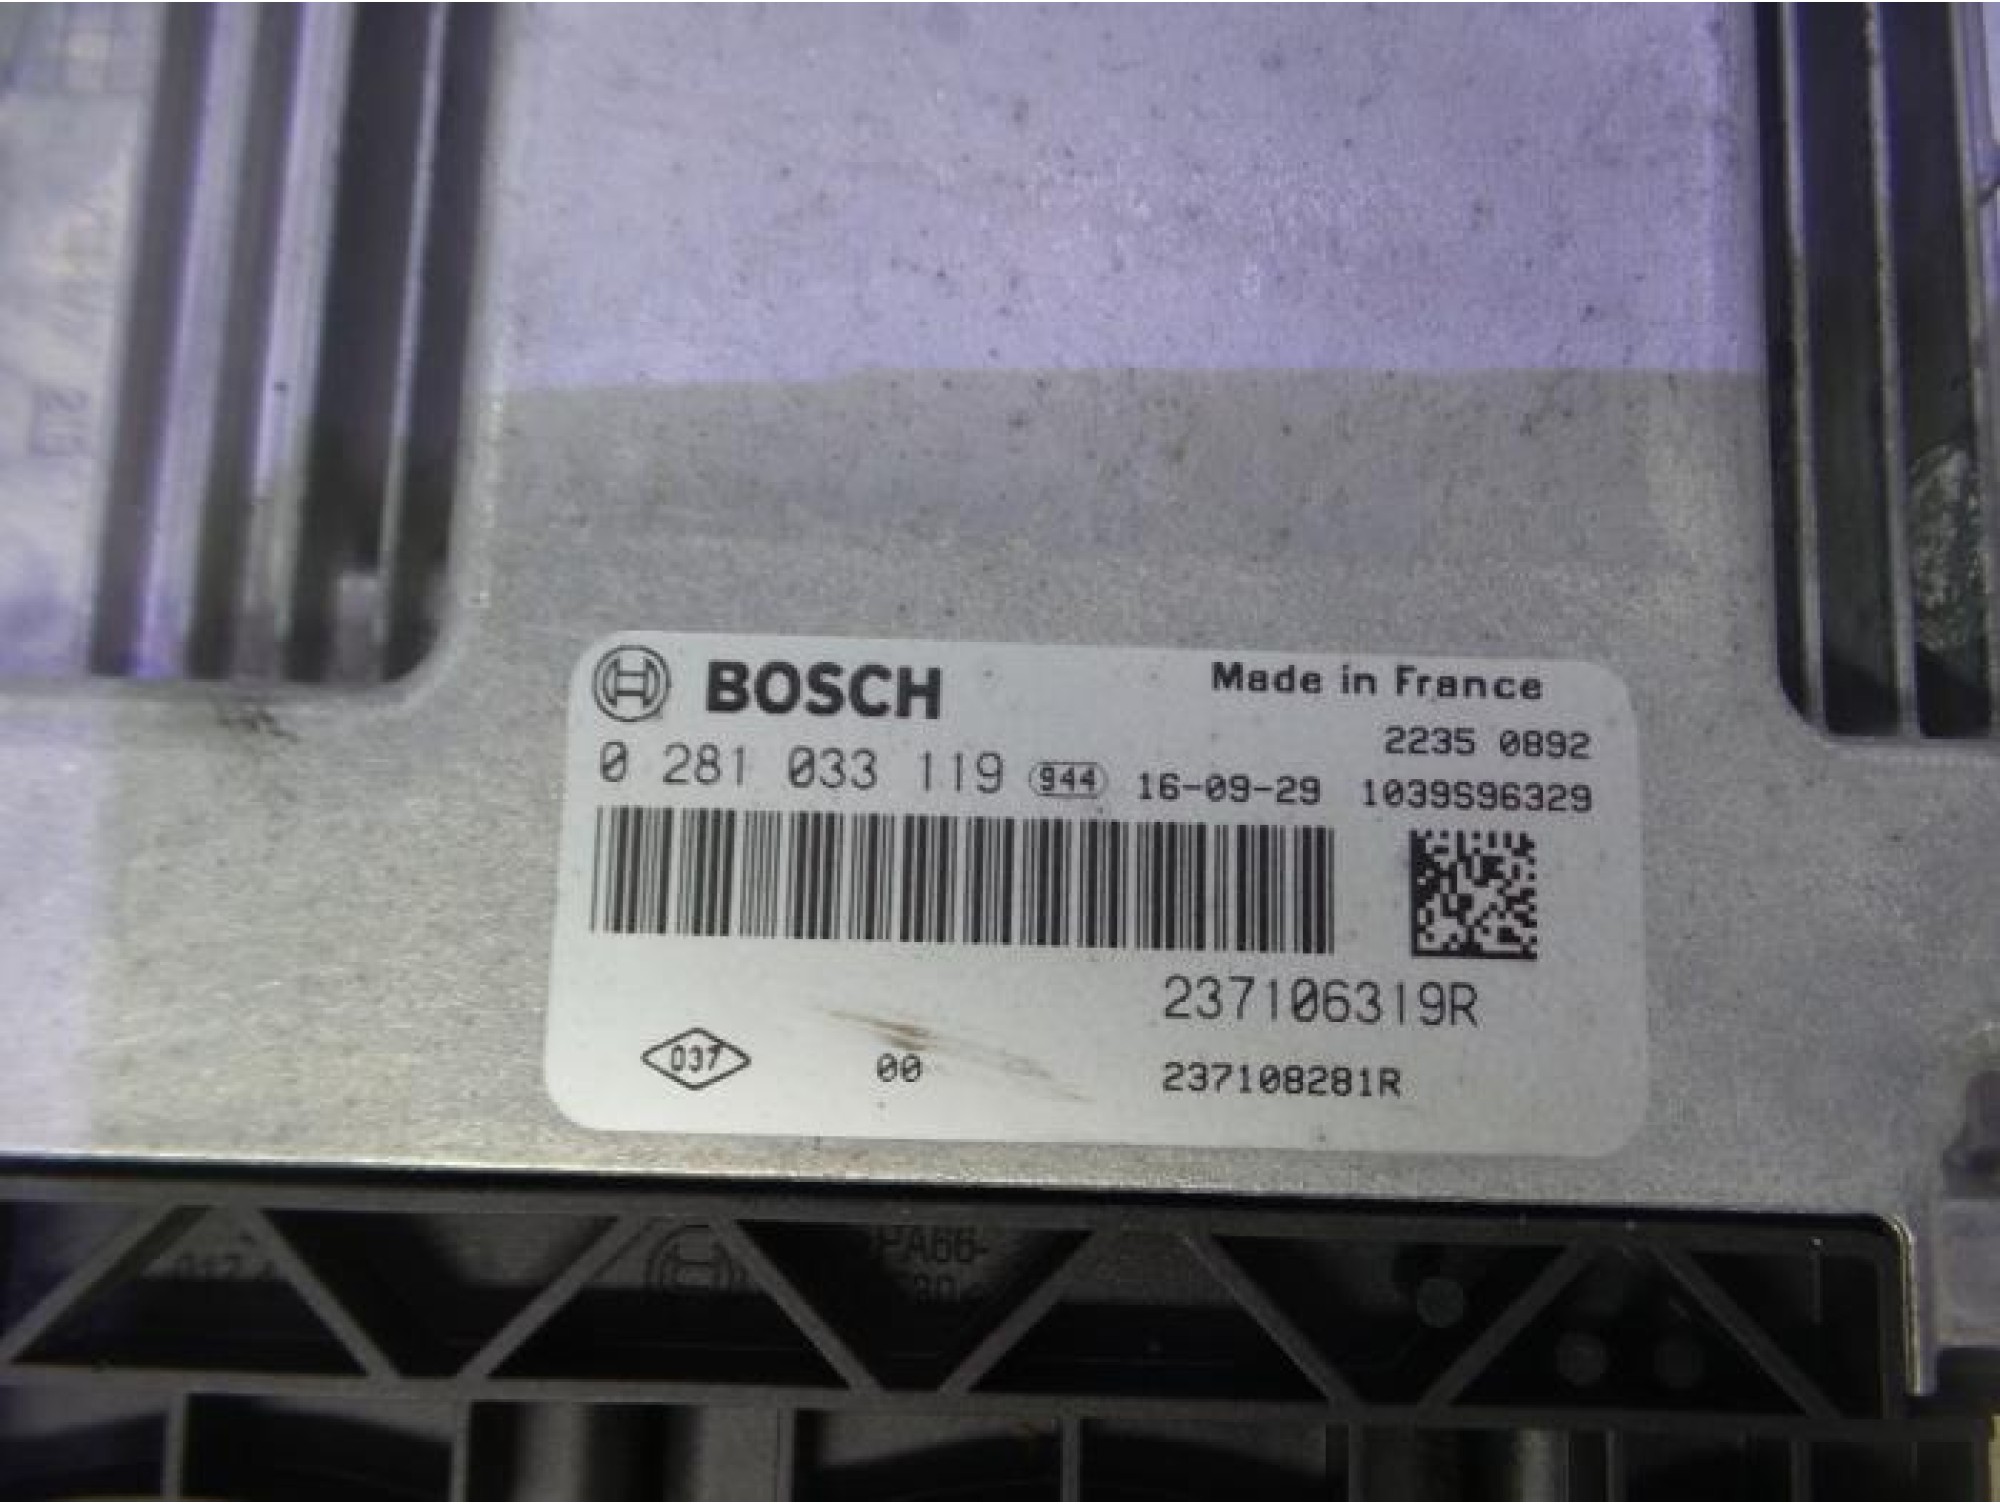 BOSCH
Made in France
2235 0892
0 281 033 119 944 16-09-29 1039S96329
237106319R
037 00 237108281R
PA66-